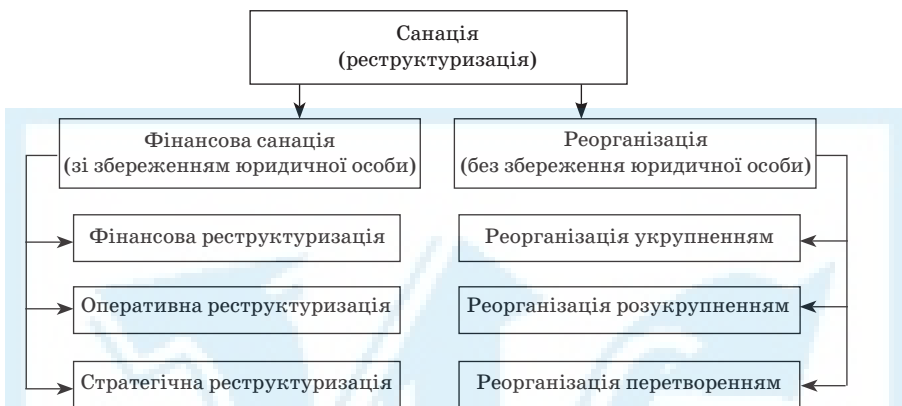 Санація
(реструктуризація)
Фінансова санація
(зі збереженням юридичної особи)
Реорганізація
(без збереження юридичної особи)
Фінансова реструктуризація
Реорганізація укрупненням
Оперативна реструктуризація
Реорганізація розукрупненням
Стратегічна реструктуризація
Реорганізація перетворенням